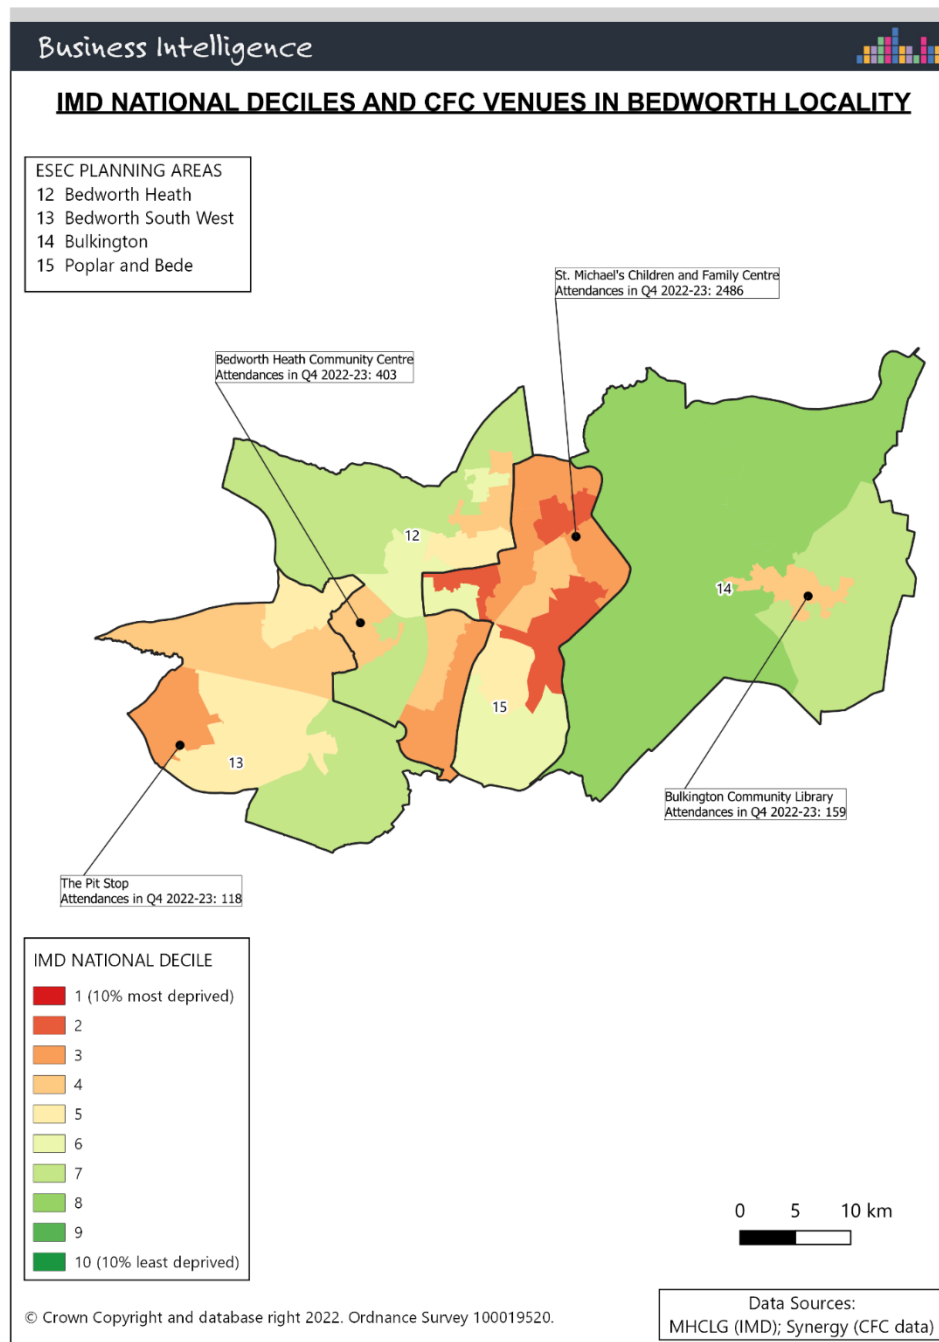 Business Intelligence
IMD NATIONAL DECILES AND CFC VENUES IN BEDWORTH LOCALITY
ESEC PLANNING AREAS
12 Bedworth Heath
13 Bedworth South West
14 Bulkington
15 Poplar and Bede
St. Michael's Children and Family Centre
Attendances in Q4 2022-23: 2486
Bedworth Heath Community Centre
Attendances in Q4 2022-23: 403
12
14
15
13
Bulkington Community Library
Attendances in Q4 2022-23: 159
The Pit Stop
Attendances in Q4 2022-23: 118
IMD NATIONAL DECILE
1 (10% most deprived)
2
3
4
5
6
7
8
9
10 (10% least deprived)
0 5 10 km
© Crown Copyright and database right 2022. Ordnance Survey 100019520.
Data Sources:
MHCLG (IMD); Synergy (CFC data)